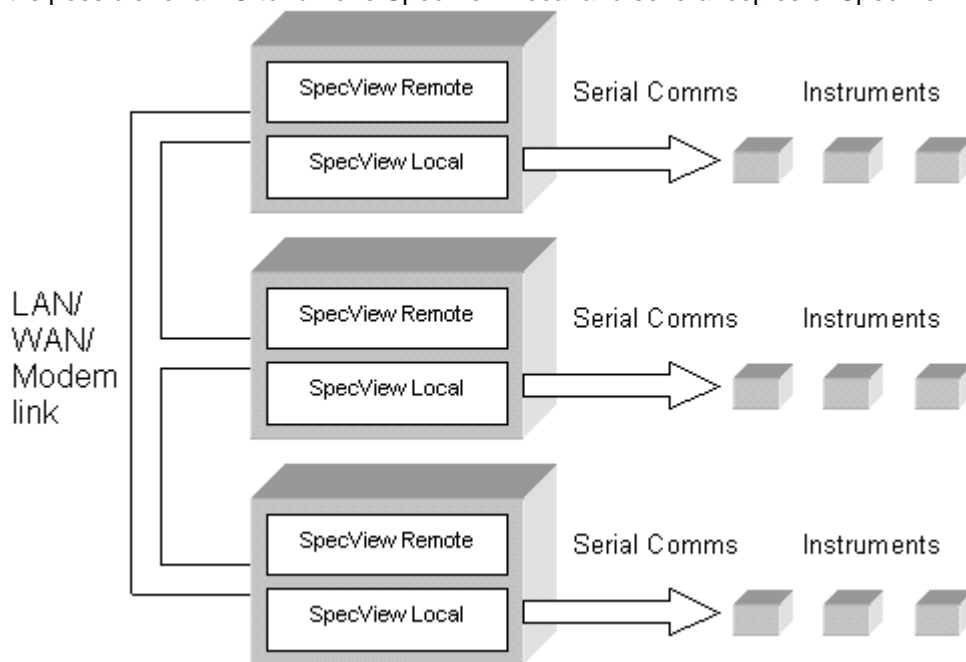 SpecView Remote
SpecView Local
Serial Comms
Instruments
LAN/
WAN/
Modem
link
SpecView Remote
SpecView Local
Serial Comms
Instruments
SpecView Remote
SpecView Local
Serial Comms
Instruments